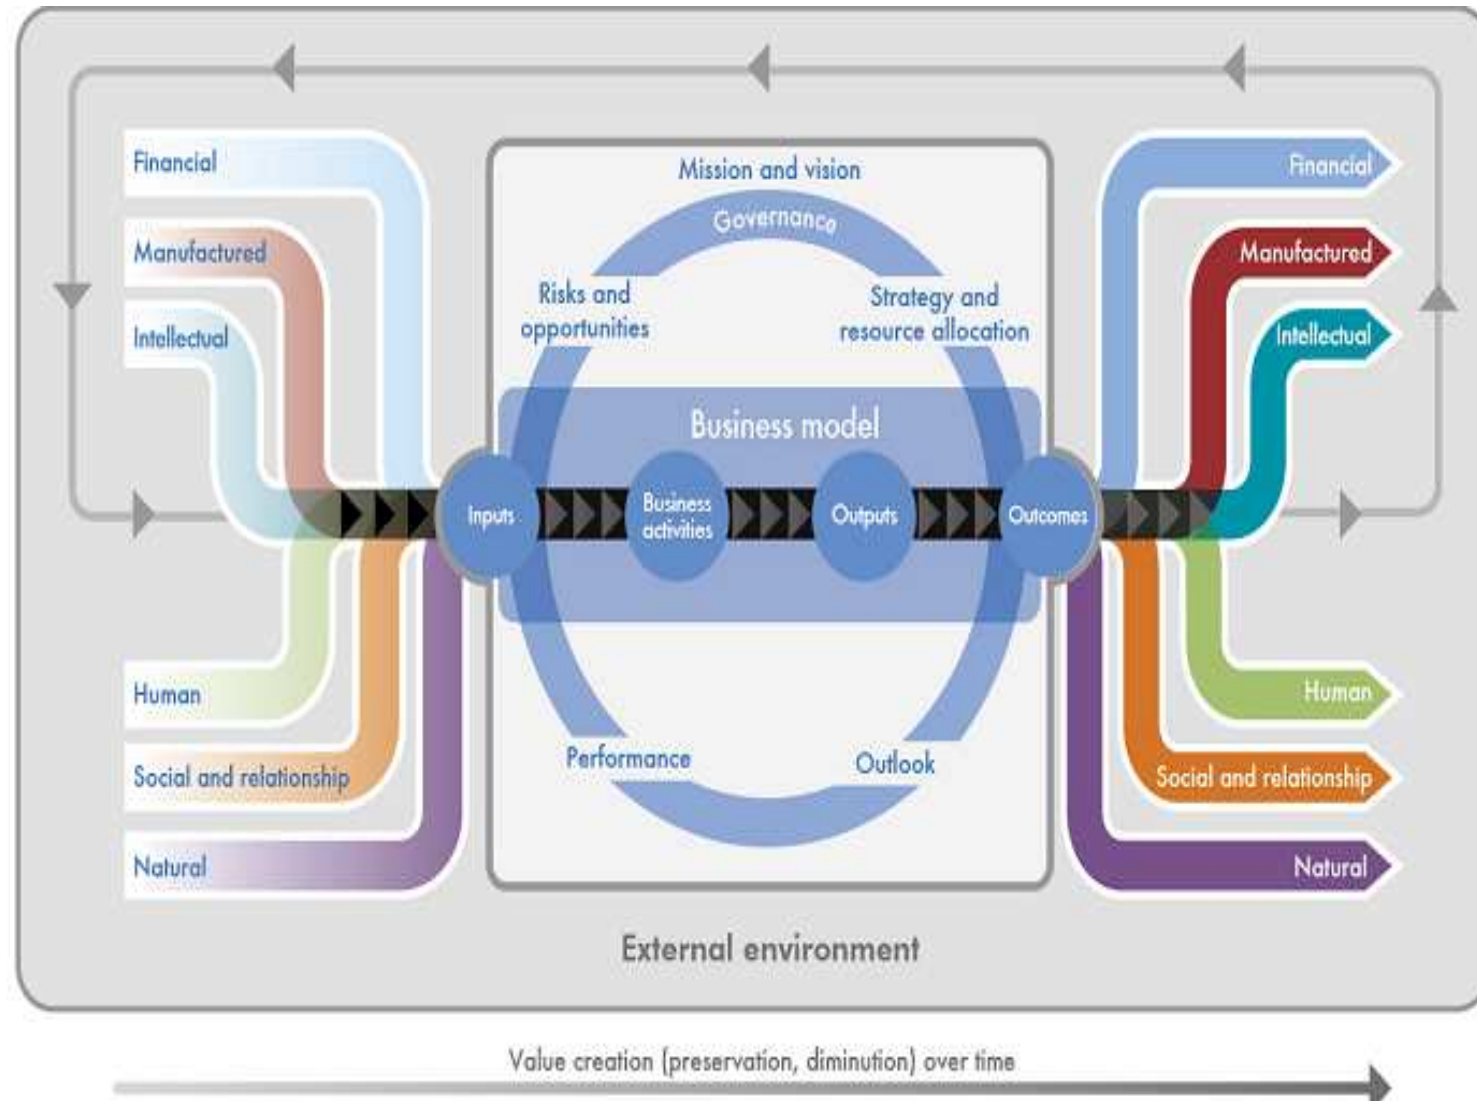 Financial
Manufactured
Intellectual
Human
Social and relationship
Natural
Mission and vision
Governance
Risks and
opportunities
Strategy and
resource allocation
Business model
Inputs
Business
activities
Outputs
Outcomes
Performance
Outlook
Financial
Manufactured
Intellectual
Human
Social and relationship
Natural
External environment
Value creation (preservation, diminution) over time